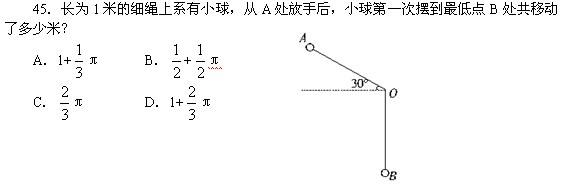 45．长为1米的细绳上系有小球，从A处放手后，小球第一次摆到最低点B处共移动
了多少米？
A．1+1/3 π    B．1/2+1/2 π
C．2/3 π    D．1+2/3 π
A
30°
O
B